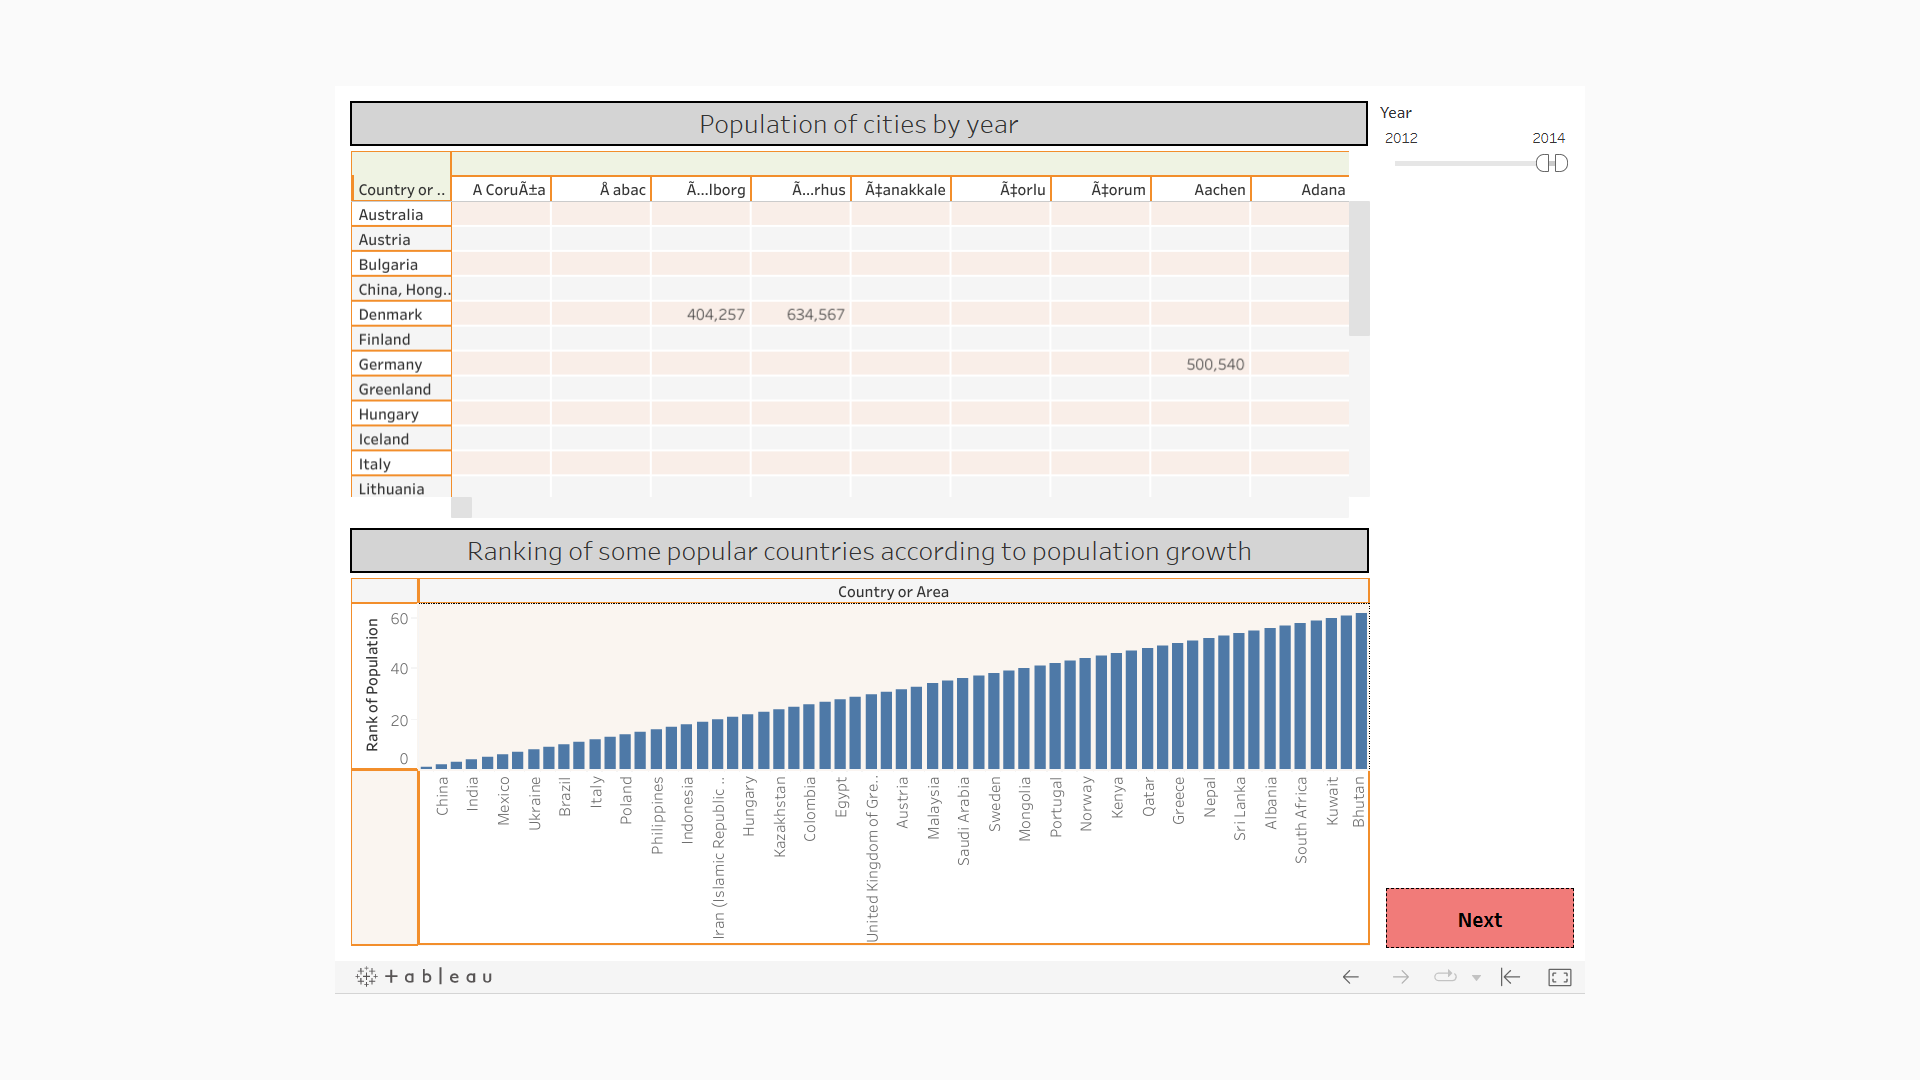 Population of cities by year
Year
2012 2014
Country or .. A CoruÃ±a Å abac Ã...lborg Ã...rhus Ã‡anakkale Ã‡orlu Ã‡orum Aachen Adana
Australia
Austria
Bulgaria
China, Hong..
Denmark 404,257 634,567
Finland
Germany 500,540
Greenland
Hungary
Iceland
Italy
Lithuania
Ranking of some popular countries according to population growth
Country or Area
Rank of Population
60
40
20
0
China
India
Mexico
Ukraine
Brazil
Italy
Poland
Philippines
Indonesia
Iran (Islamic Republic ..
Hungary
Kazakhstan
Colombia
Egypt
United Kingdom of Gre..
Austria
Malaysia
Saudi Arabia
Sweden
Mongolia
Portugal
Norway
Kenya
Qatar
Greece
Nepal
Sri Lanka
Albania
South Africa
Kuwait
Bhutan
Next
+ a b | e a u